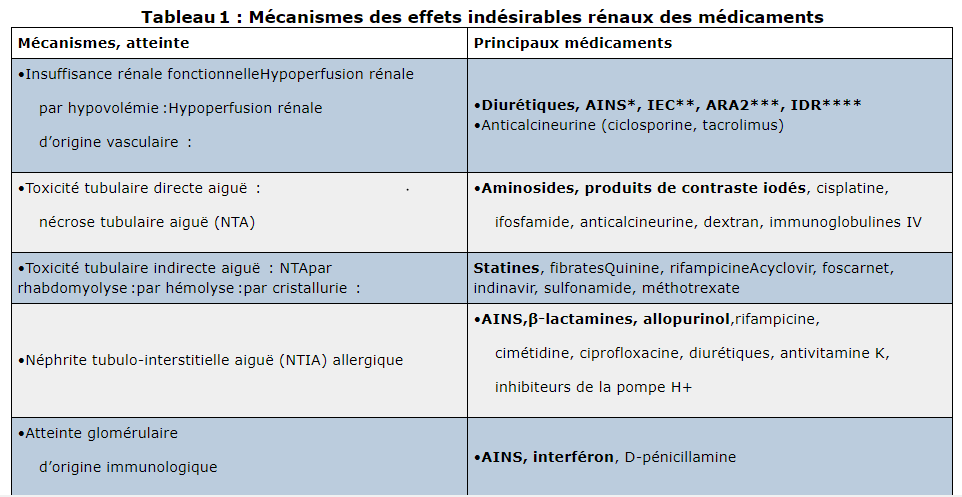 Tableau 1 : Mécanismes des effets indésirables rénaux des médicaments
Mécanismes, atteinte
Principaux médicaments
•Insuffisance rénale fonctionnelleHypoperfusion rénale
par hypovolémie :Hypoperfusion rénale
d’origine vasculaire :
•Diurétiques, AINS*, IEC**, ARA2***, IDR****
•Anticalcineurine (ciclosporine, tacrolimus)
•Toxicité tubulaire directe aiguë :
nécrose tubulaire aiguë (NTA)
•Aminosides, produits de contraste iodés, cisplatine,
ifosfamide, anticalcineurine, dextran, immunoglobulines IV
•Toxicité tubulaire indirecte aiguë : NTApar
rhabdomyolyse :par hémolyse :par cristallurie :
Statines, fibratesQuinine, rifampicineAcyclovir, foscarnet,
indinavir, sulfonamide, méthotrexate
•Néphrite tubulo-interstitielle aiguë (NTIA) allergique
•AINS,β-lactamines, allopurinol,rifampicine,
cimétidine, ciprofloxacine, diurétiques, antivitamine K,
inhibiteurs de la pompe H+
•Atteinte glomérulaire
d’origine immunologique
•AINS, interféron, D-pénicillamine